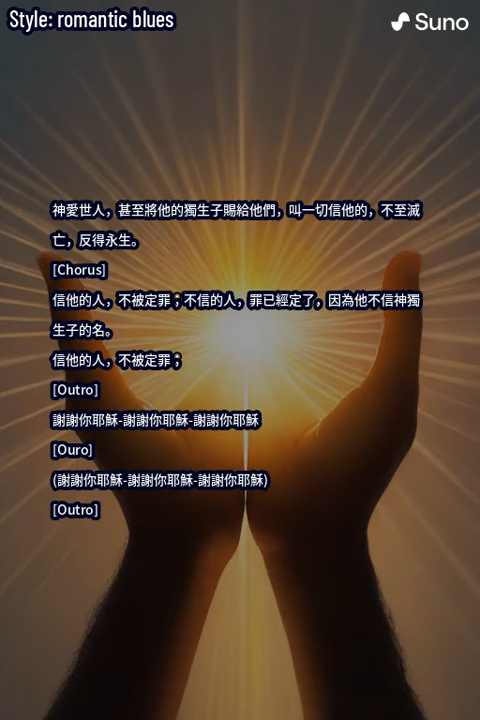 Style: romantic blues
Suno
神愛世人，甚至將他的獨生子賜給他們，叫一切信他的，不至滅
亡，反得永生。
[Chorus]
信他的人，不被定罪；不信的人，罪已經定了，因為他不信神獨
生子的名。
信他的人，不被定罪；
[Outro]
謝謝你耶穌-謝謝你耶穌-謝謝你耶穌
[Ouro]
(謝謝你耶穌-謝謝你耶穌-謝謝你耶穌)
[Outro]